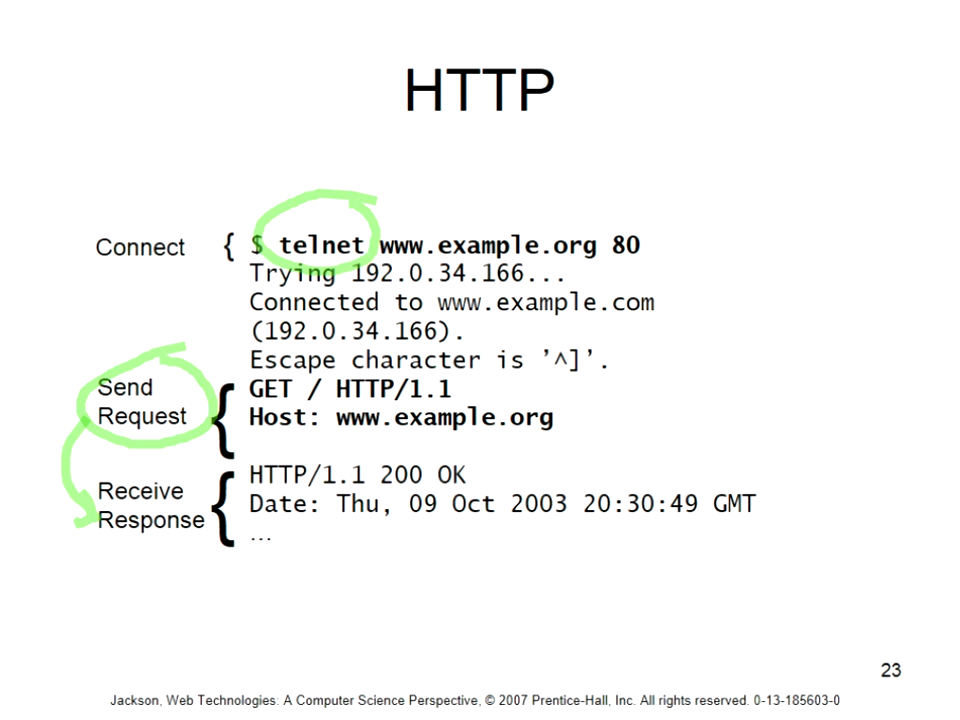 HTTP
Connect { $ telnet www.example.org 80
Trying 192.0.34.166...
Connected to www.example.com
(192.0.34.166).
Escape character is ’^]’.
Send { GET / HTTP/1.1
Request Host: www.example.org
HTTP/1.1 200 OK
Receive { Date: Thu, 09 Oct 2003 20:30:49 GMT
Response ...
23
Jackson, Web Technologies: A Computer Science Perspective, © 2007 Prentice-Hall, Inc. All rights reserved. 0-13-185603-0